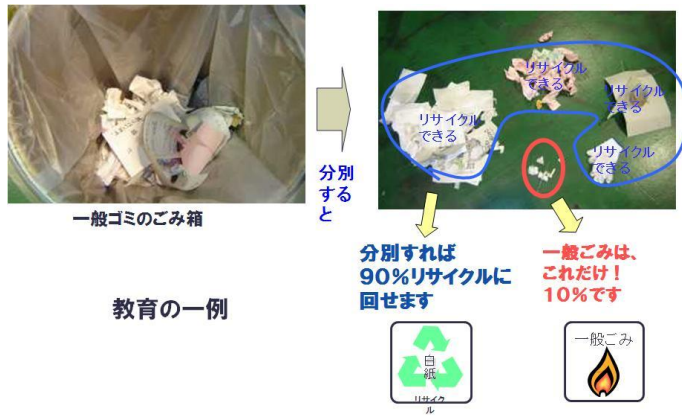 一般ゴミのごみ箱
分別
する
と
リサイクル
できる
リサイクル
できる
リサイクル
できる
リサイクル
できる
分別すれば
90%リサイクルに
回せます
一般ごみは、
これだけ！
10%です
教育の一例
白
紙
リサイク
ル
一般ごみ